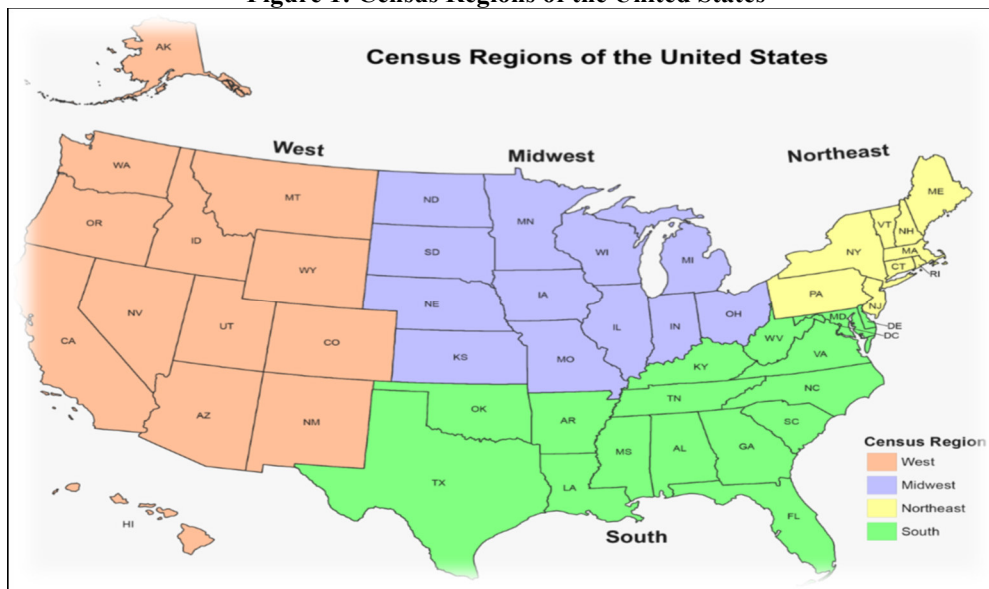 Figure 1: Census Regions of the United States
Census Regions of the United States
AK
West
Midwest
Northeast
WA
MT
ND
MN
ME
OR
ID
SD
WI
MI
VT
NH
NY
MA
WY
CT
RI
NV
UT
NE
IA
PA
NJ
CA
CO
KS
IL
IN
OH
MD
DE
DC
MO
WV
VA
KY
AZ
NM
OK
AR
TN
NC
SC
TX
LA
MS
AL
GA
FL
HI
South
Census Region
West
Midwest
Northeast
South